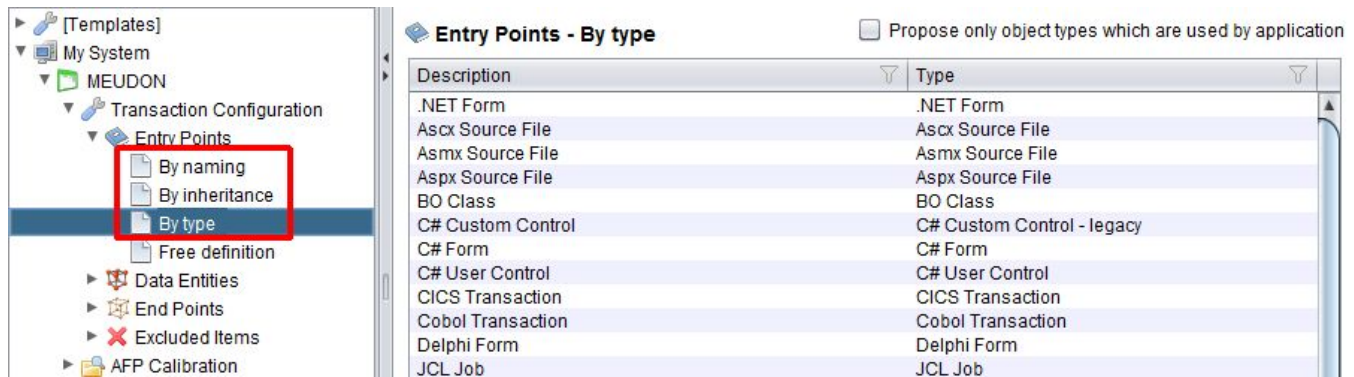 [Templates]
My System
MEUDON
Transaction Configuration
Entry Points
By naming
By inheritance
By type
Free definition
Data Entities
End Points
Excluded Items
AFP Calibration
Entry Points - By type
Propose only object types which are used by application
Description Type
.NET Form .NET Form
Ascx Source File Ascx Source File
Asmx Source File Asmx Source File
Aspx Source File Aspx Source File
BO Class BO Class
C# Custom Control C# Custom Control - legacy
C# Form C# Form
C# User Control C# User Control
CICS Transaction CICS Transaction
Cobol Transaction Cobol Transaction
Delphi Form Delphi Form
JCL Job JCL Job